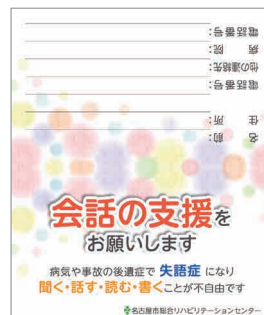 名　前:
住　所:
電話番号:
他の連絡先:
病　院:
電話番号:
会話の支援を
お願いします
病気や事故の後遺症で 失語症 になり
聞く・話す・読む・書くことが不自由です
名古屋市総合リハビリテーションセンター